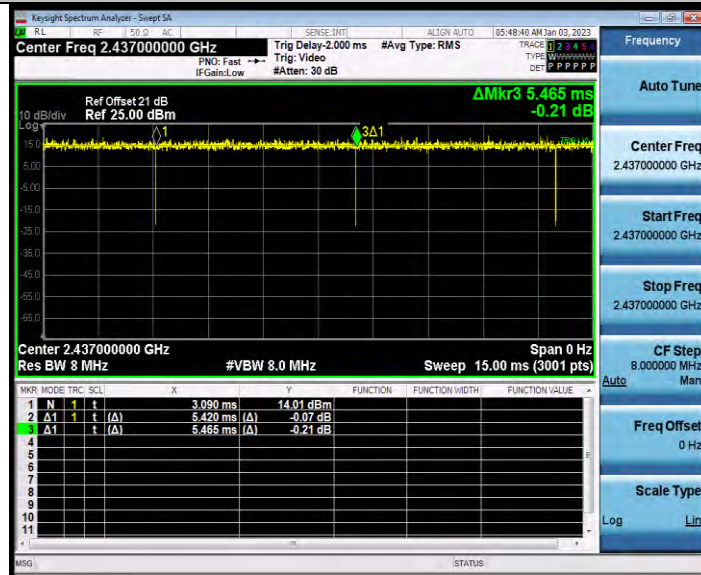 Keysight Spectrum Analyzer - Swept SA
RL RF 50 Ω AC SENSE:INT ALIGN AUTO 05:48:40 AM Jan 03, 2023
Center Freq 2.437000000 GHz
PNO: Fast
IFGain:Low
Trig Delay-2.000 ms
Trig: Video
#Atten: 30 dB
#Avg Type: RMS
TRACE 1 2 3 4 5 6
TYPE W
DET P P P P P P
Ref Offset 21 dB
Ref 25.00 dBm
10 dB/div
Log
ΔMkr3 5.465 ms
-0.21 dB
1
3Δ1
15.0
5.00
-5.00
-15.0
-25.0
-35.0
-45.0
-55.0
-65.0
Center 2.437000000 GHz Span 0 Hz
Res BW 8 MHz #VBW 8.0 MHz Sweep 15.00 ms (3001 pts)
MKR MODE TRC SCL X Y FUNCTION FUNCTION WIDTH FUNCTION VALUE
1 N 1 t 3.090 ms 14.01 dBm
2 Δ1 1 t (Δ) 5.420 ms (Δ) -0.07 dB
3 Δ1 t (Δ) 5.465 ms (Δ) -0.21 dB
4
5
6
7
8
9
10
11
MSG STATUS
Frequency
Auto Tune
Center Freq
2.437000000 GHz
Start Freq
2.437000000 GHz
Stop Freq
2.437000000 GHz
CF Step
8.000000 MHz
Auto Man
Freq Offset
0 Hz
Scale Type
Log Lin